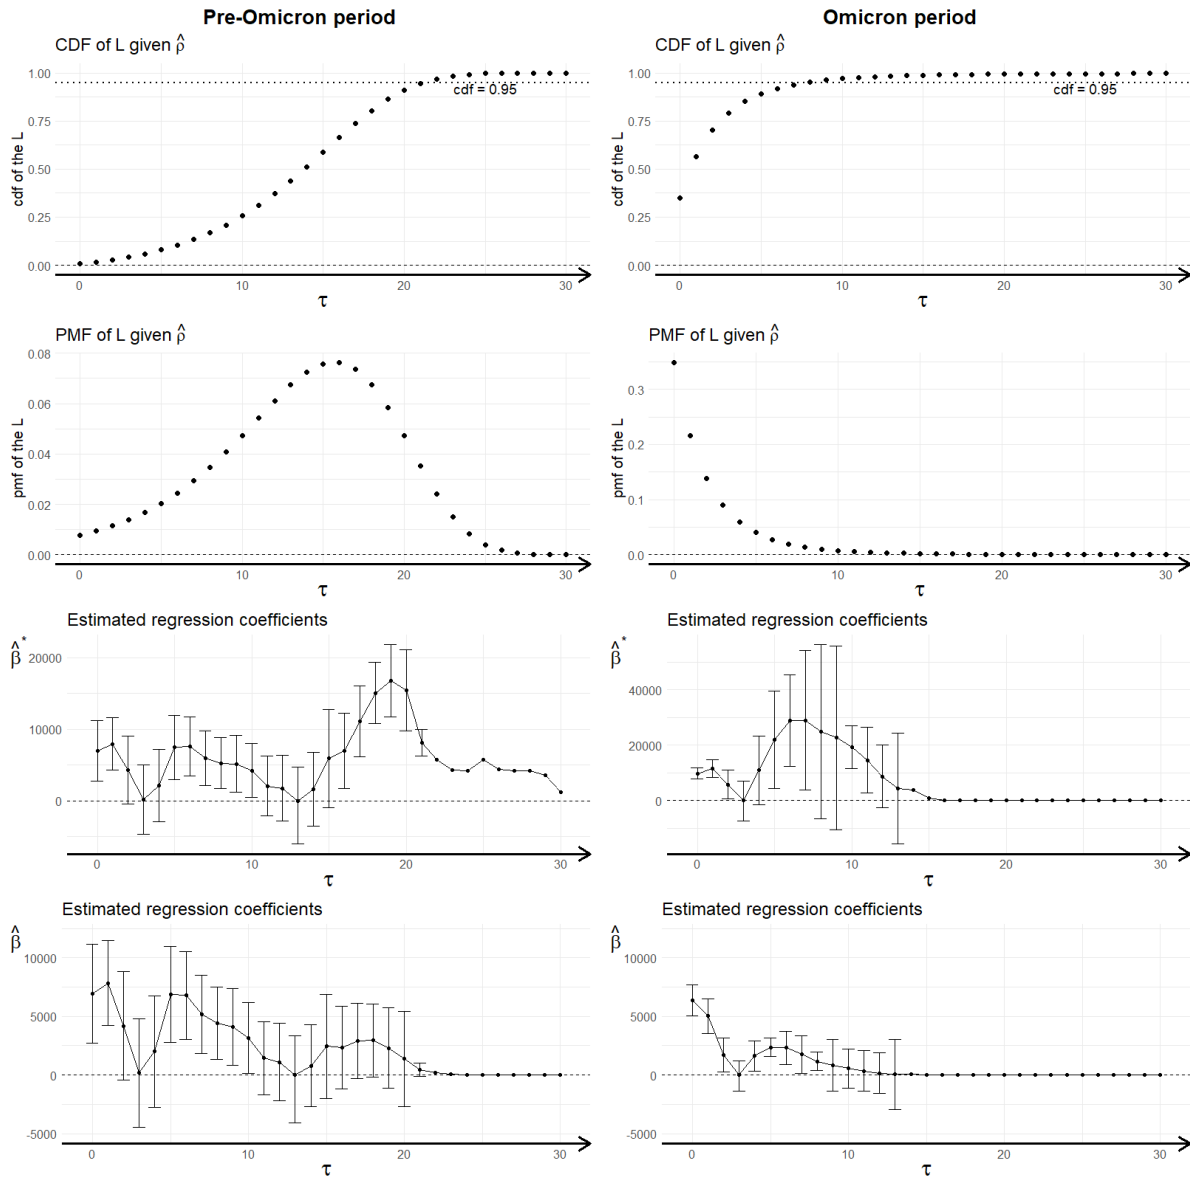 Pre-Omicron period
Omicron period
CDF of L given ρ̂
CDF of L given ρ̂
cdf of the L
1.00
0.75
0.50
0.25
0.00
cdf = 0.95
0 10 20 30
τ
cdf of the L
1.00
0.75
0.50
0.25
0.00
cdf = 0.95
0 10 20 30
τ
PMF of L given ρ̂
PMF of L given ρ̂
pmf of the L
0.08
0.06
0.04
0.02
0.00
0 10 20 30
τ
pmf of the L
0.3
0.2
0.1
0.0
0 10 20 30
τ
Estimated regression coefficients
Estimated regression coefficients
β̂*
20000
10000
0
0 10 20 30
τ
β̂*
40000
20000
0
0 10 20 30
τ
Estimated regression coefficients
Estimated regression coefficients
β̂
10000
5000
0
-5000
0 10 20 30
τ
β̂
10000
5000
0
-5000
0 10 20 30
τ